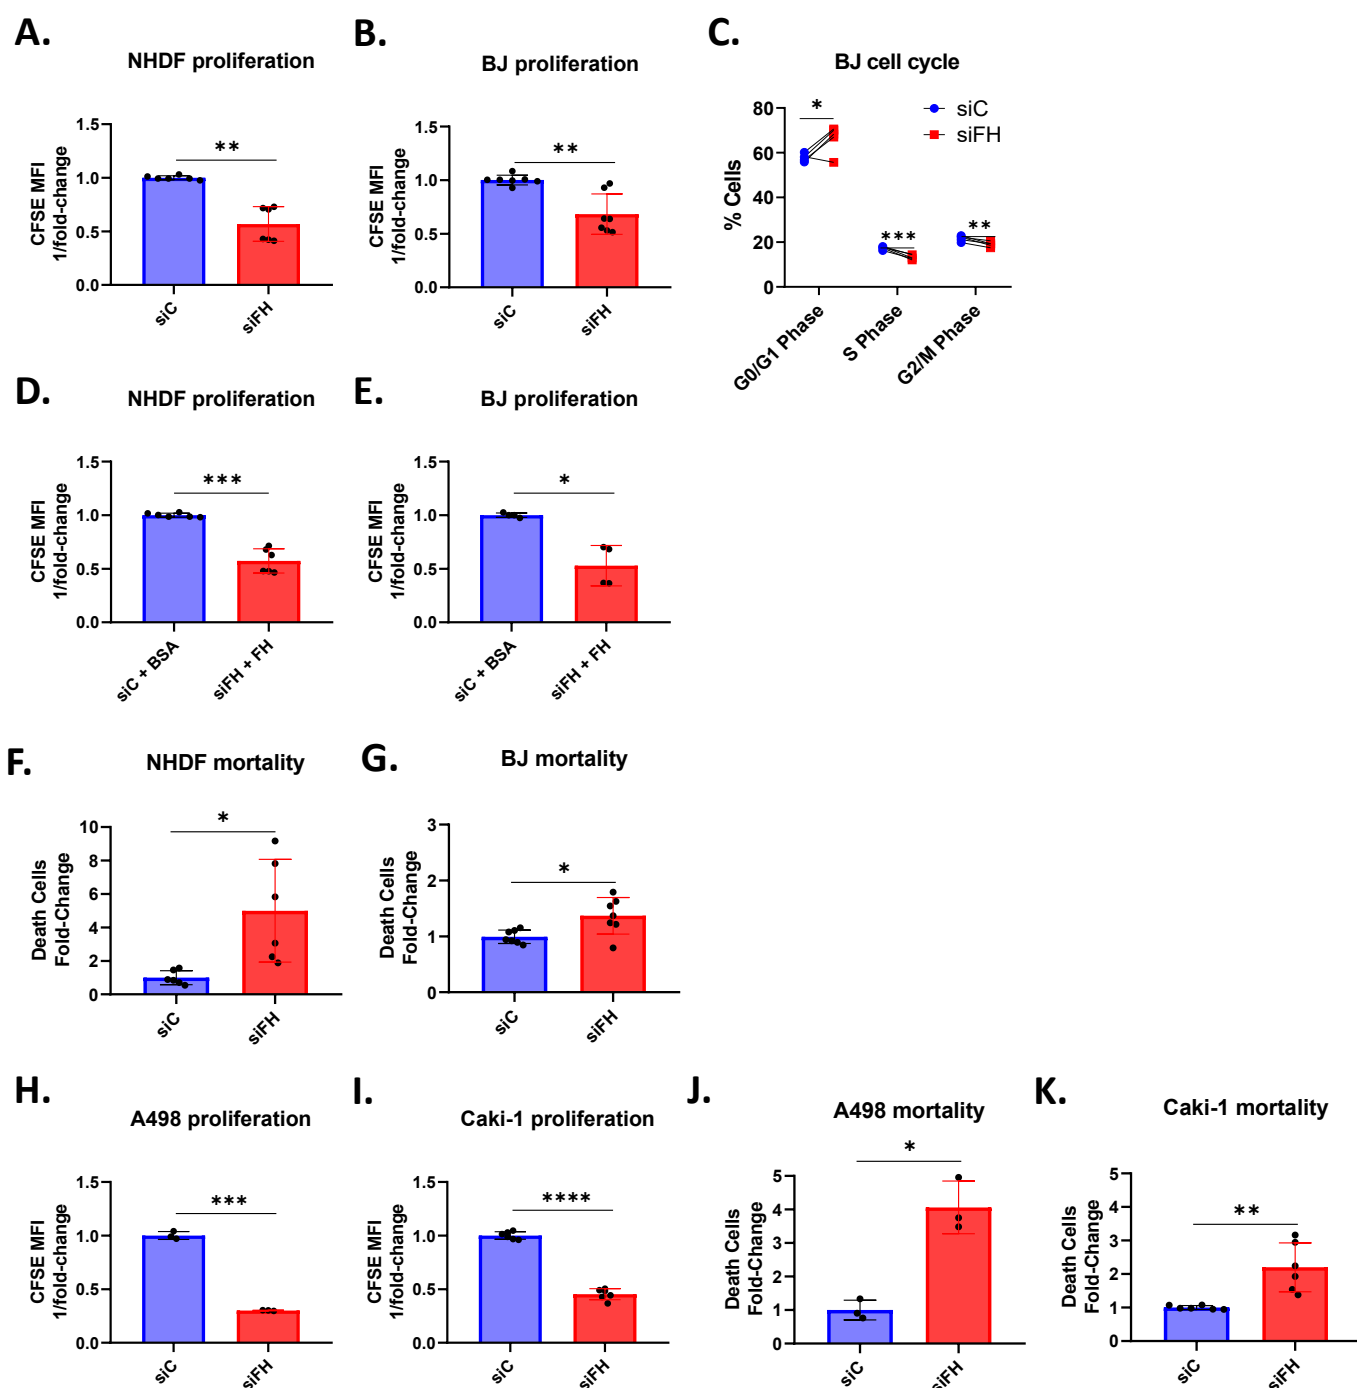 A.
NHDF proliferation
CFSE MFI
1/fold-change
1.5
1.0
0.5
0.0
**
siC
siFH
B.
BJ proliferation
CFSE MFI
1/fold-change
1.5
1.0
0.5
0.0
**
siC
siFH
C.
BJ cell cycle
% Cells
80
60
40
20
0
*
***
**
siC
siFH
G0/G1 Phase
S Phase
G2/M Phase
D.
NHDF proliferation
CFSE MFI
1/fold-change
1.5
1.0
0.5
0.0
***
siC + BSA
siFH + FH
E.
BJ proliferation
CFSE MFI
1/fold-change
1.5
1.0
0.5
0.0
*
siC + BSA
siFH + FH
F.
NHDF mortality
Death Cells
Fold-Change
10
8
6
4
2
0
*
siC
siFH
G.
BJ mortality
Death Cells
Fold-Change
3
2
1
0
*
siC
siFH
H.
A498 proliferation
CFSE MFI
1/fold-change
1.5
1.0
0.5
0.0
***
siC
siFH
I.
Caki-1 proliferation
CFSE MFI
1/fold-change
1.5
1.0
0.5
0.0
****
siC
siFH
J.
A498 mortality
Death Cells
Fold-Change
5
4
3
2
1
0
*
siC
siFH
K.
Caki-1 mortality
Death Cells
Fold-Change
5
4
3
2
1
0
**
siC
siFH